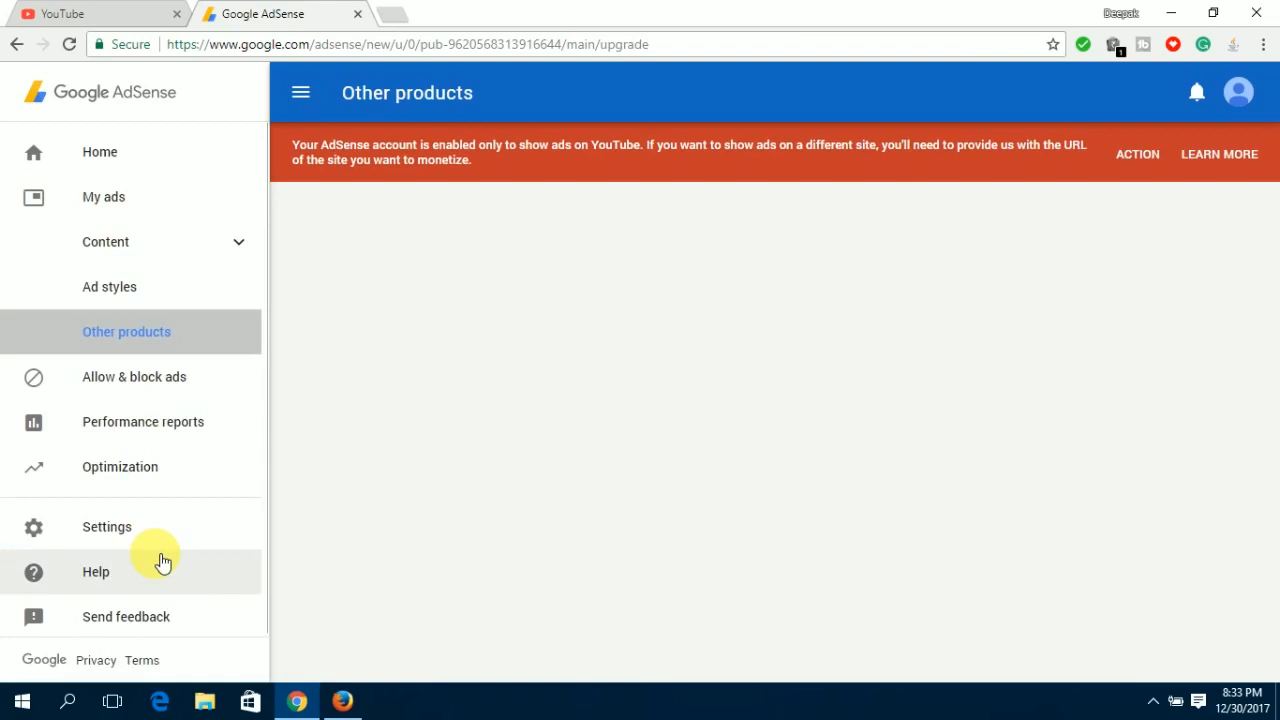 YouTube
Google AdSense
Deepak
Secure
https://www.google.com/adsense/new/u/0/pub-9620568313916644/main/upgrade
1
Google AdSense
Other products
Your AdSense account is enabled only to show ads on YouTube. If you want to show ads on a different site, you'll need to provide us with the URL
of the site you want to monetize.
ACTION
LEARN MORE
Home
My ads
Content
Ad styles
Other products
Allow & block ads
Performance reports
Optimization
Settings
Help
Send feedback
Google Privacy Terms
8:33 PM
12/30/2017